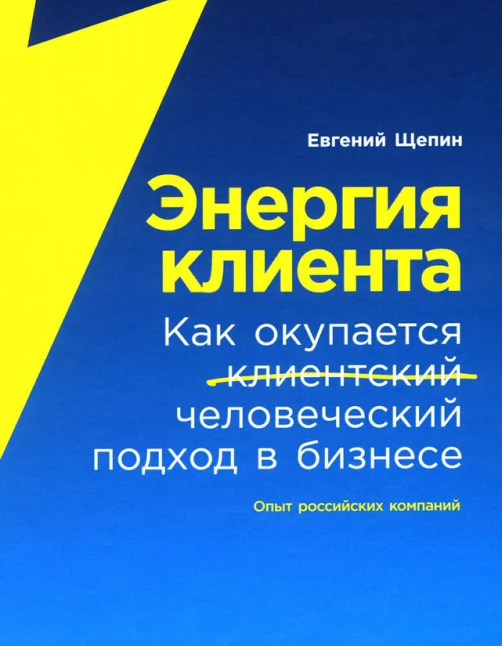 Евгений Щепин
Энергия
клиента
Как окупается
клиентский
человеческий
подход в бизнесе
Опыт российских компаний